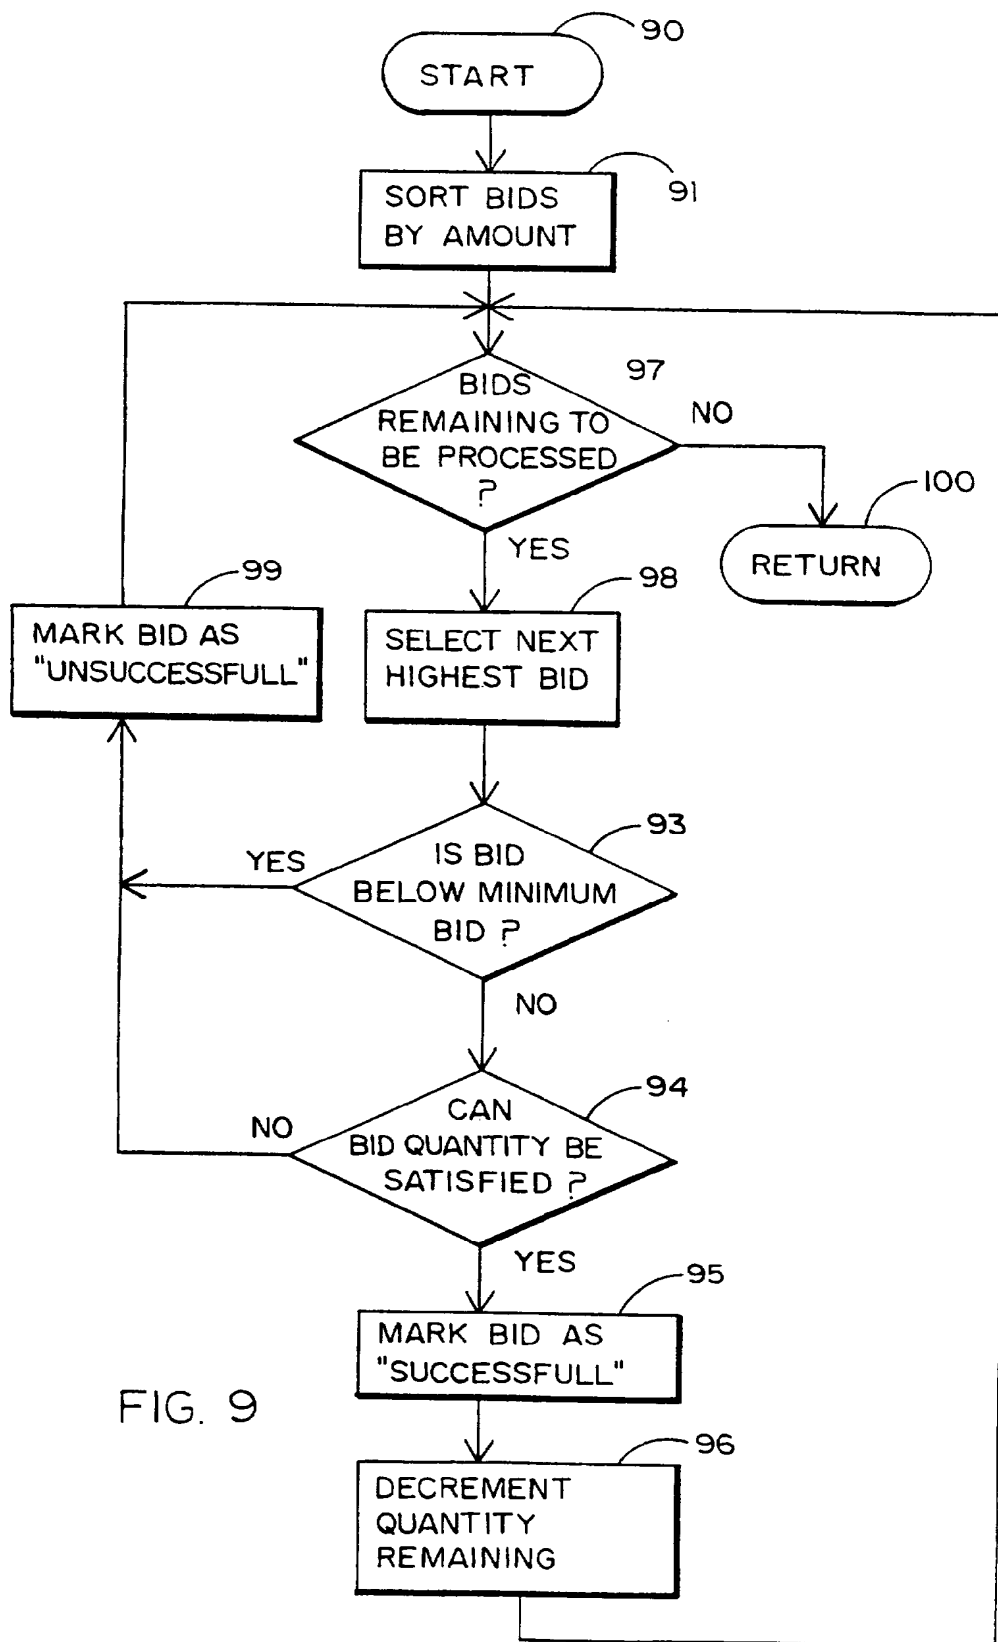 90
START
91
SORT BIDS
BY AMOUNT
97
BIDS
REMAINING TO
BE PROCESSED
?
NO
100
RETURN
YES
99
MARK BID AS
"UNSUCCESSFULL"
98
SELECT NEXT
HIGHEST BID
93
YES
IS BID
BELOW MINIMUM
BID ?
NO
94
CAN
BID QUANTITY BE
SATISFIED ?
NO
YES
95
MARK BID AS
"SUCCESSFULL"
FIG. 9
96
DECREMENT
QUANTITY
REMAINING